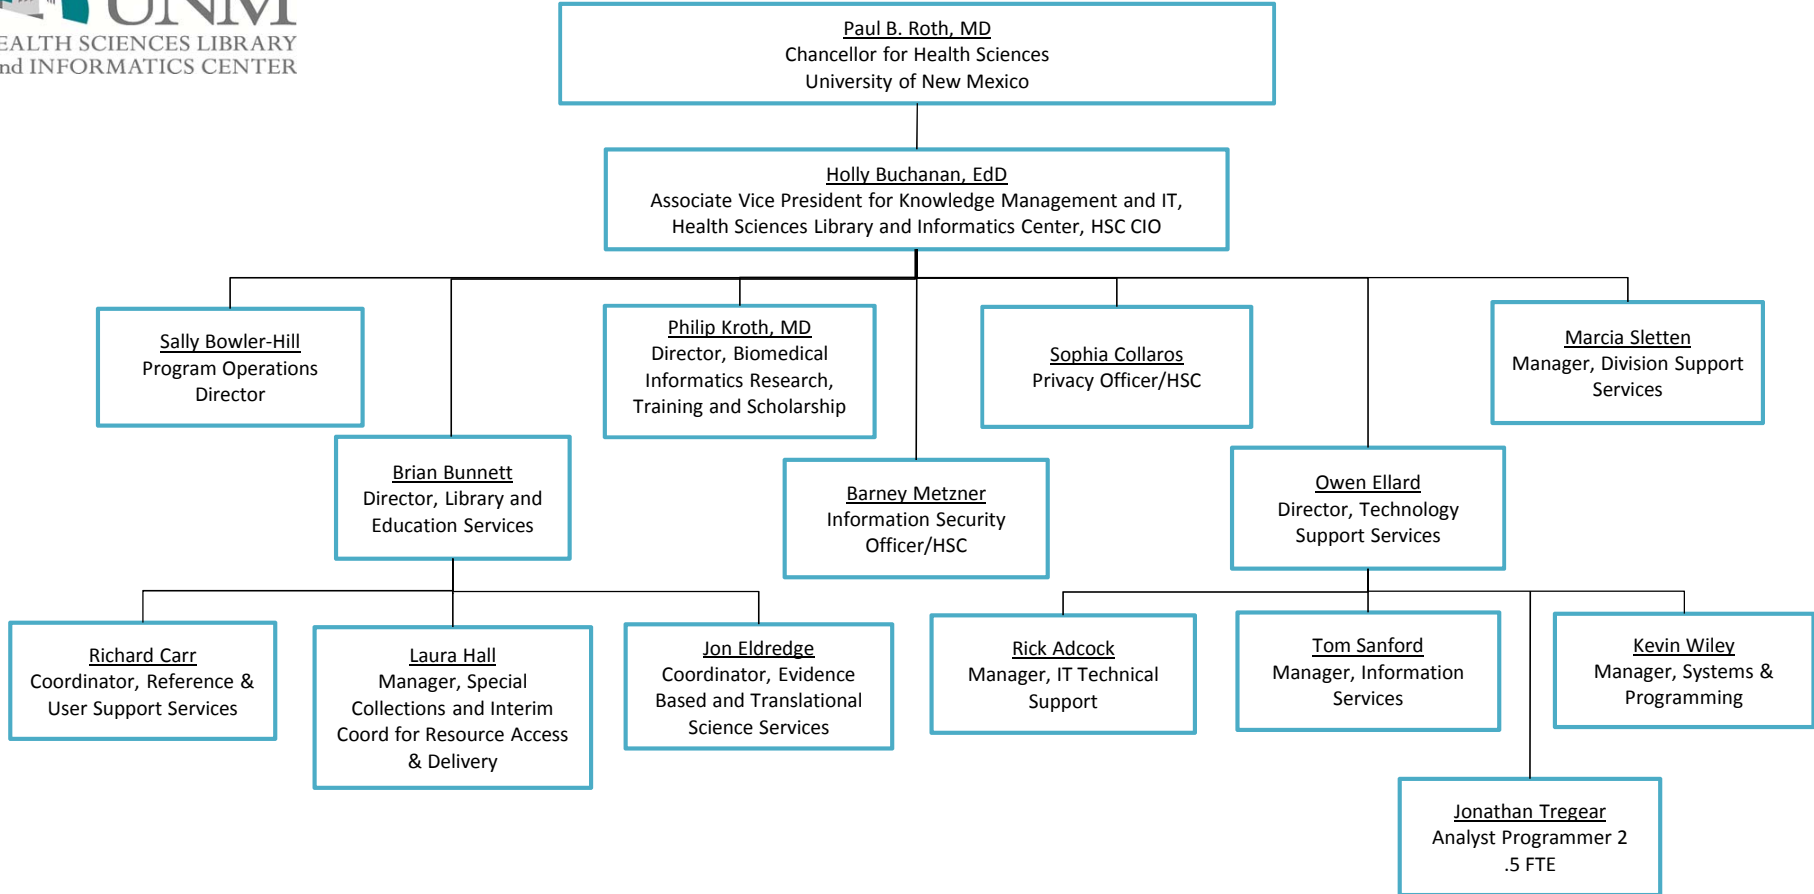 UNM
EALTH SCIENCES LIBRARY
nd INFORMATICS CENTER
Paul B. Roth, MD
Chancellor for Health Sciences
University of New Mexico
Holly Buchanan, EdD
Associate Vice President for Knowledge Management and IT,
Health Sciences Library and Informatics Center, HSC CIO
Sally Bowler-Hill
Program Operations
Director
Philip Kroth, MD
Director, Biomedical
Informatics Research,
Training and Scholarship
Sophia Collaros
Privacy Officer/HSC
Marcia Sletten
Manager, Division Support
Services
Brian Bunnett
Director, Library and
Education Services
Barney Metzner
Information Security
Officer/HSC
Owen Ellard
Director, Technology
Support Services
Richard Carr
Coordinator, Reference &
User Support Services
Laura Hall
Manager, Special
Collections and Interim
Coord for Resource Access
& Delivery
Jon Eldredge
Coordinator, Evidence
Based and Translational
Science Services
Rick Adcock
Manager, IT Technical
Support
Tom Sanford
Manager, Information
Services
Kevin Wiley
Manager, Systems &
Programming
Jonathan Tregear
Analyst Programmer 2
.5 FTE